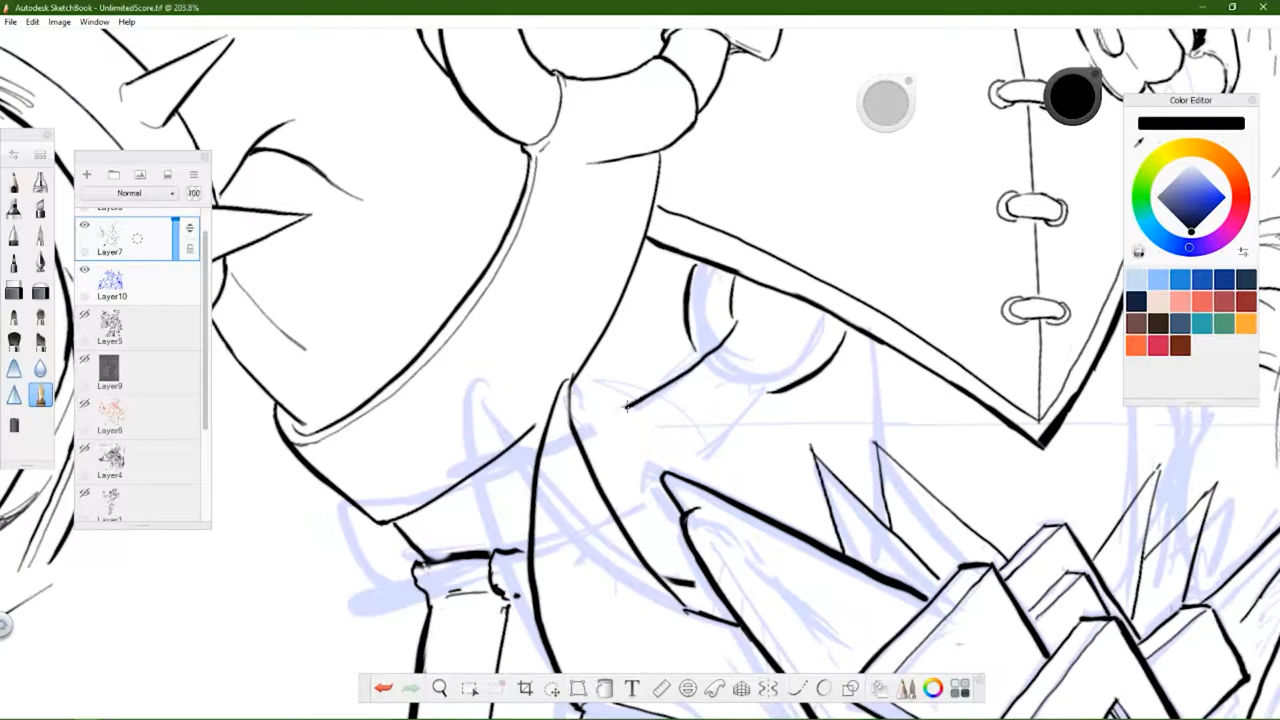 Autodesk SketchBook - UnlimitedScore.tif @ 203.8%
File Edit Image Window Help
Color Editor
Normal
100
Layer7
Layer10
Layer5
Layer9
Layer6
Layer4
T